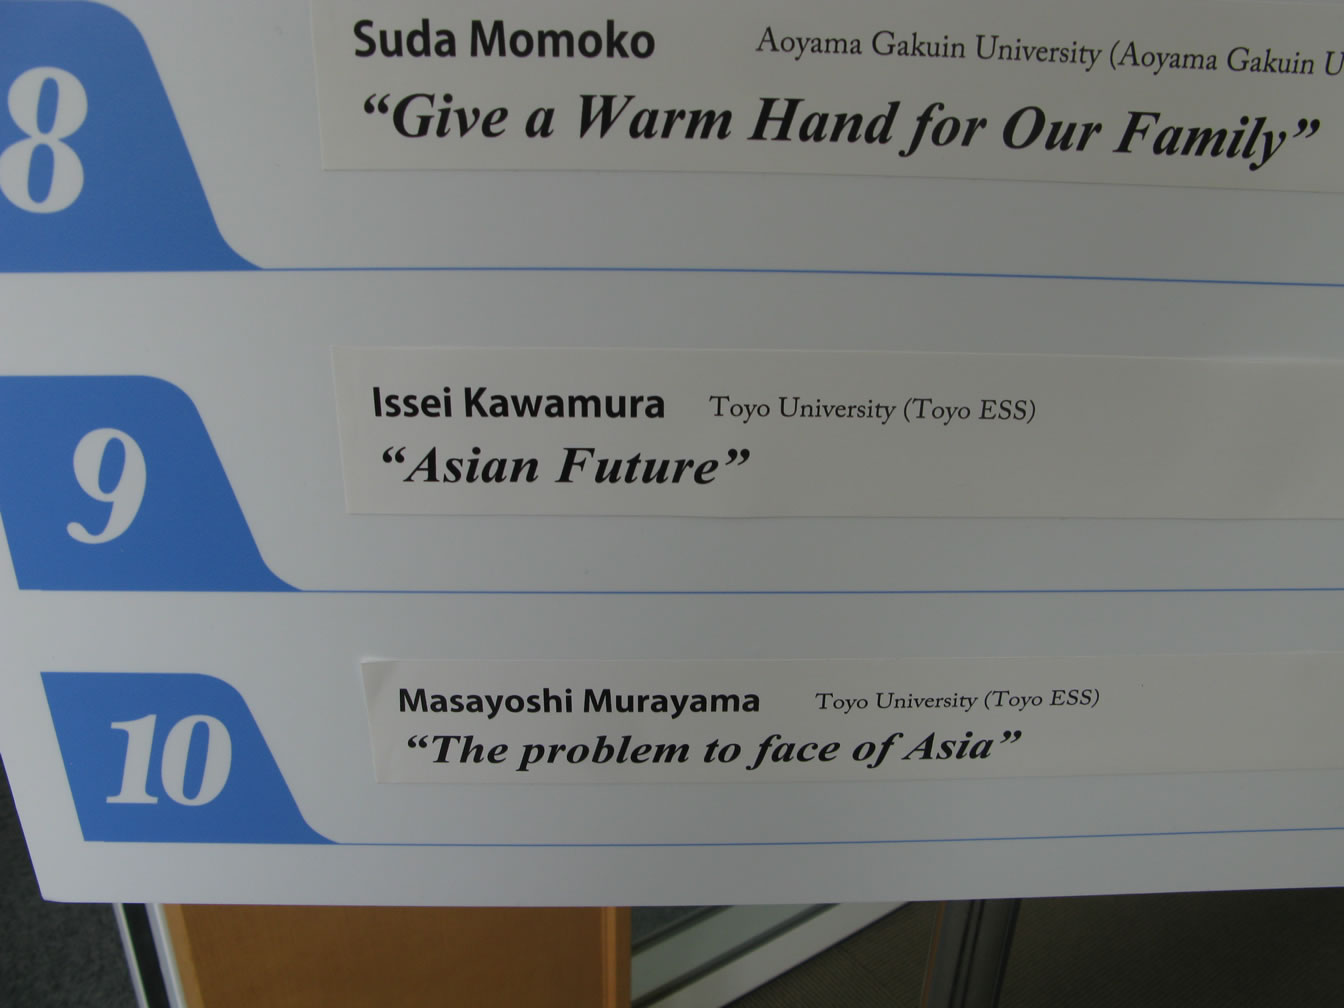 8
Suda Momoko Aoyama Gakuin University (Aoyama Gakuin U
“Give a Warm Hand for Our Family”
9
Issei Kawamura Toyo University (Toyo ESS)
“Asian Future”
10
Masayoshi Murayama Toyo University (Toyo ESS)
“The problem to face of Asia”